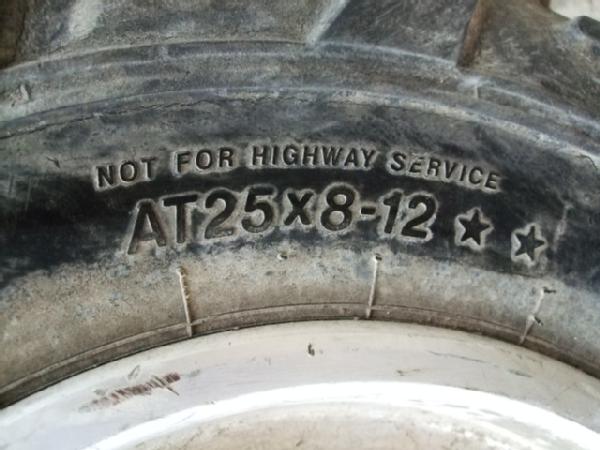 NOT FOR HIGHWAY SERVICE
AT25x8-12 ★ ★